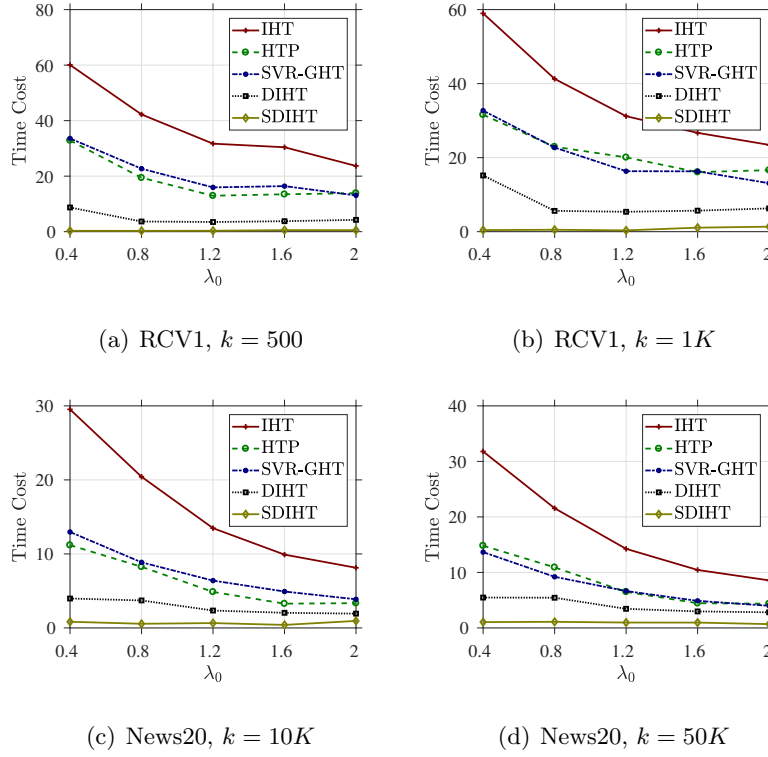 80
60
40
20
0
0.4 0.8 1.2 1.6 2
Time Cost
λ0
IHT
HTP
SVR-GHT
DIHT
SDIHT
(a) RCV1, k = 500
60
40
20
0
0.4 0.8 1.2 1.6 2
Time Cost
λ0
IHT
HTP
SVR-GHT
DIHT
SDIHT
(b) RCV1, k = 1K
30
20
10
0
0.4 0.8 1.2 1.6 2
Time Cost
λ0
IHT
HTP
SVR-GHT
DIHT
SDIHT
(c) News20, k = 10K
40
30
20
10
0
0.4 0.8 1.2 1.6 2
Time Cost
λ0
IHT
HTP
SVR-GHT
DIHT
SDIHT
(d) News20, k = 50K